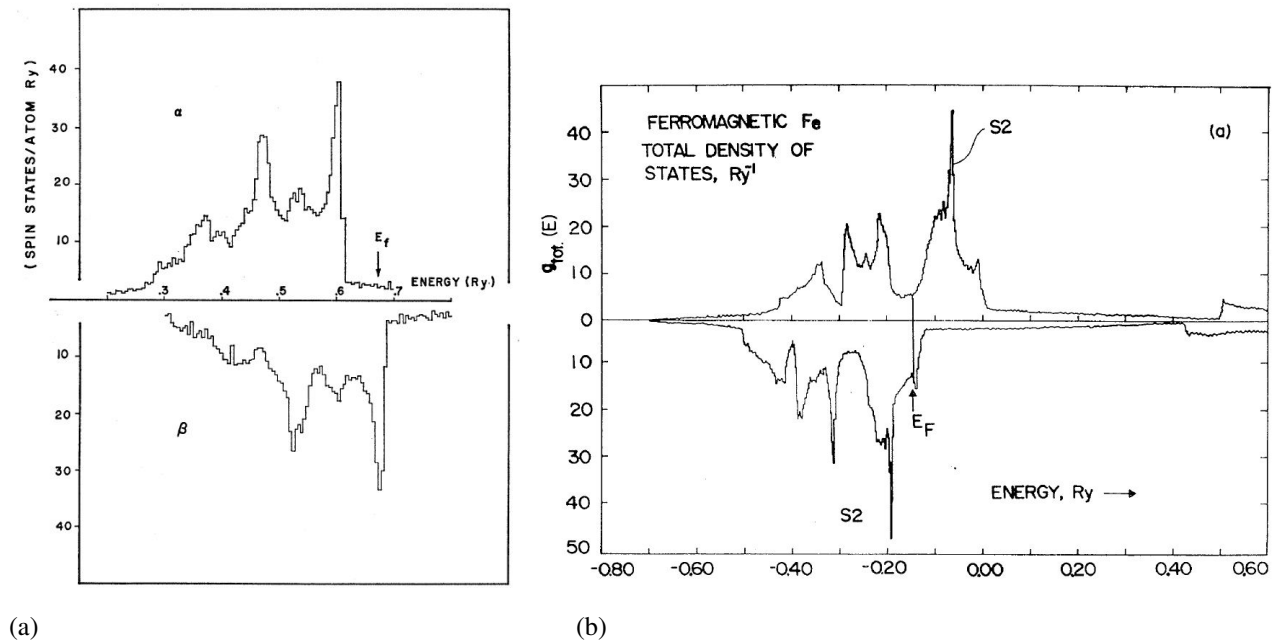 (SPIN STATES/ATOM RY)
40
30
20
10
α
E_f
ENERGY (Ry.)
.3 .4 .5 .6 .7
10
20
30
40
β
(a)
g_tot. (E)
40
30
20
10
0
10
20
30
40
50
FERROMAGNETIC Fe
TOTAL DENSITY OF
STATES, Ry⁻¹
S2
(a)
E_F
ENERGY, Ry →
S2
-0.80 -0.60 -0.40 -0.20 0.00 0.20 0.40 0.60
(b)